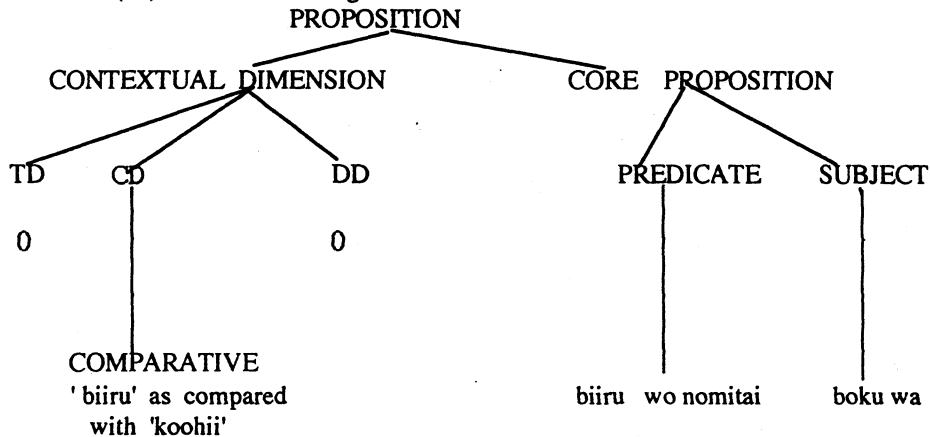 PROPOSITION
CONTEXTUAL DIMENSION CORE PROPOSITION
TD CD DD PREDICATE SUBJECT
0 0
COMPARATIVE
'biiru' as compared biiru wo nomitai boku wa
with 'koohii'